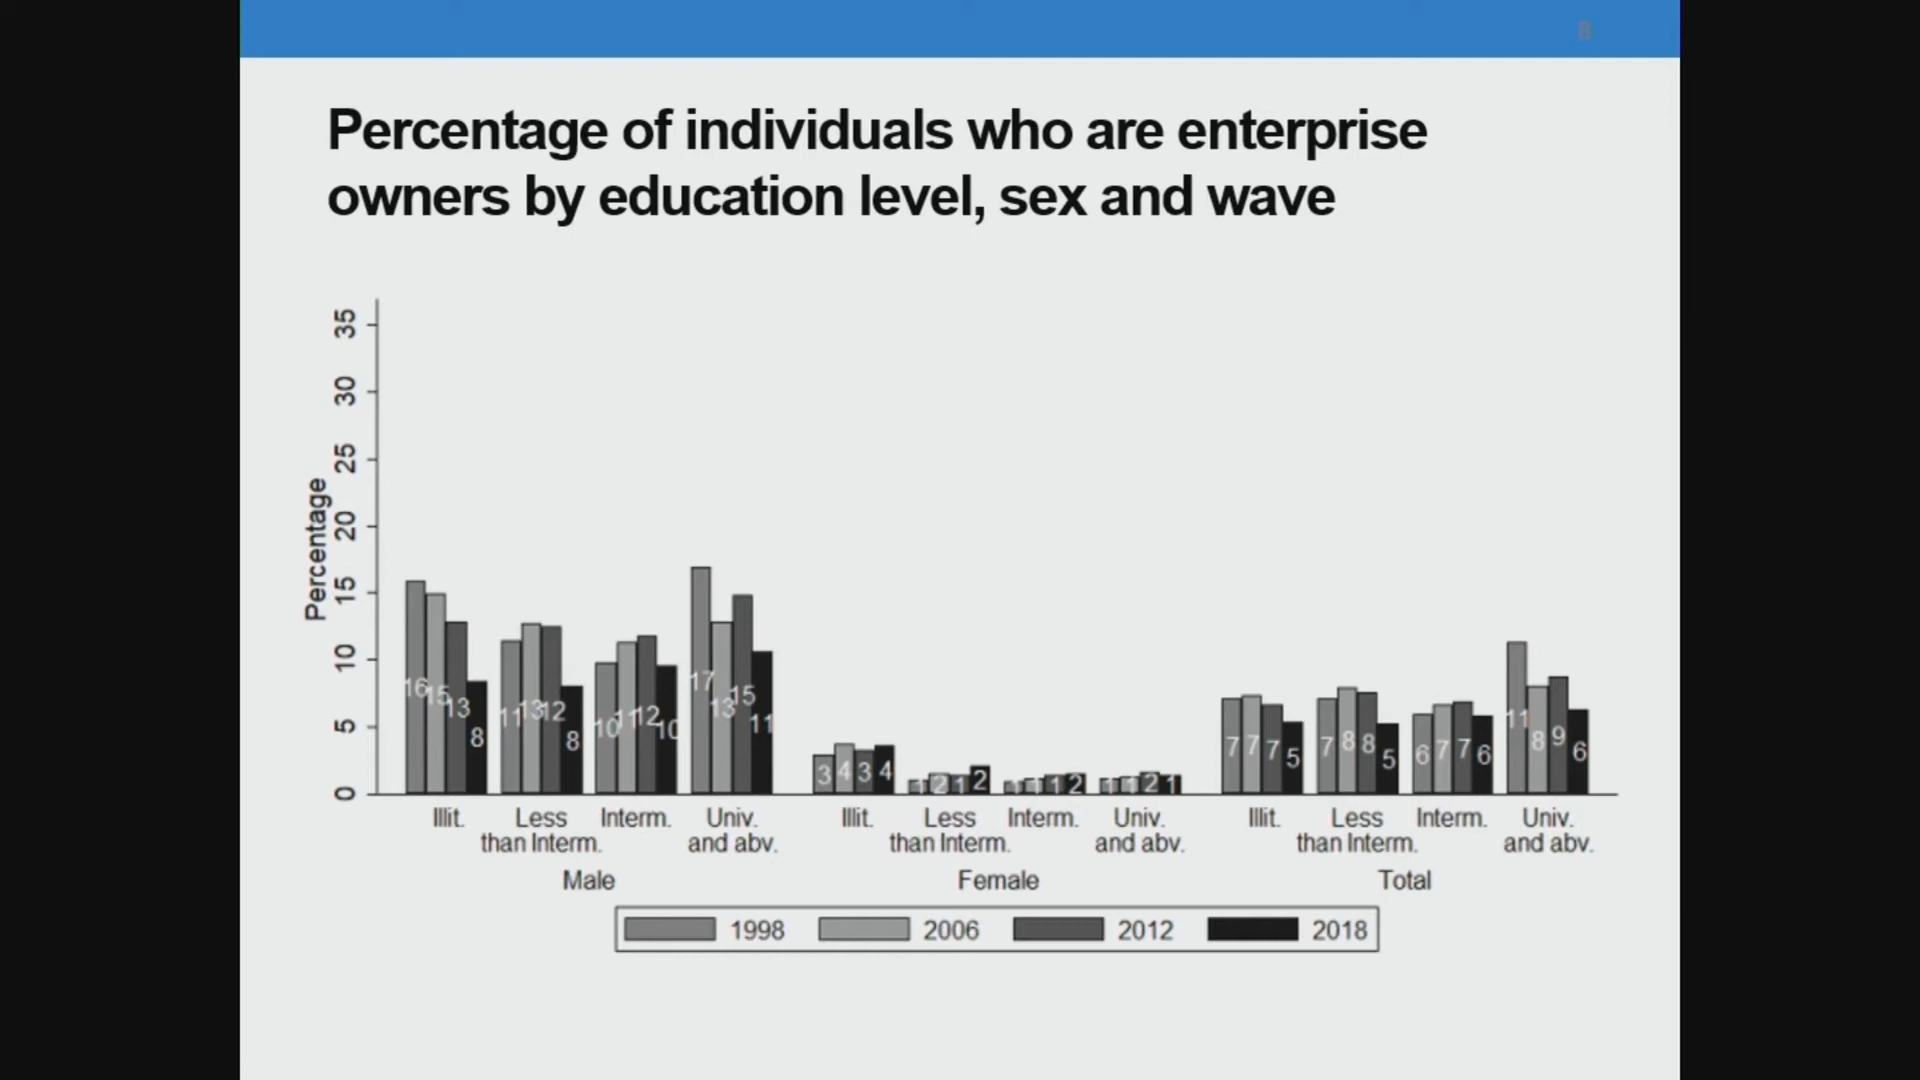 8
Percentage of individuals who are enterprise
owners by education level, sex and wave
Percentage
35
30
25
20
15
10
5
0
16 15 13 8 11 13 12 8 10 11 12 10 17 13 15 11
3 4 3 4 1 2 1 2 1 1 1 2 1 1 2 1
7 7 7 5 7 8 8 5 6 7 7 6 11 8 9 6
Illit. Less than Interm. Interm. Univ. and abv.
Male
Illit. Less than Interm. Interm. Univ. and abv.
Female
Illit. Less than Interm. Interm. Univ. and abv.
Total
1998 2006 2012 2018